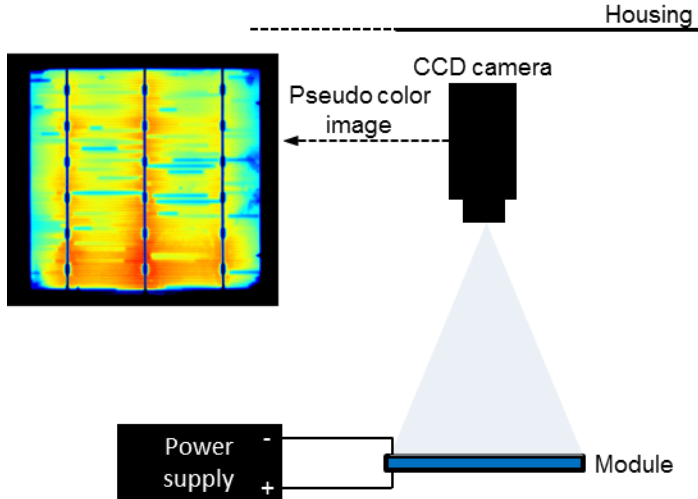 Housing
CCD camera
Pseudo color
image
Power
supply
-
+
Module